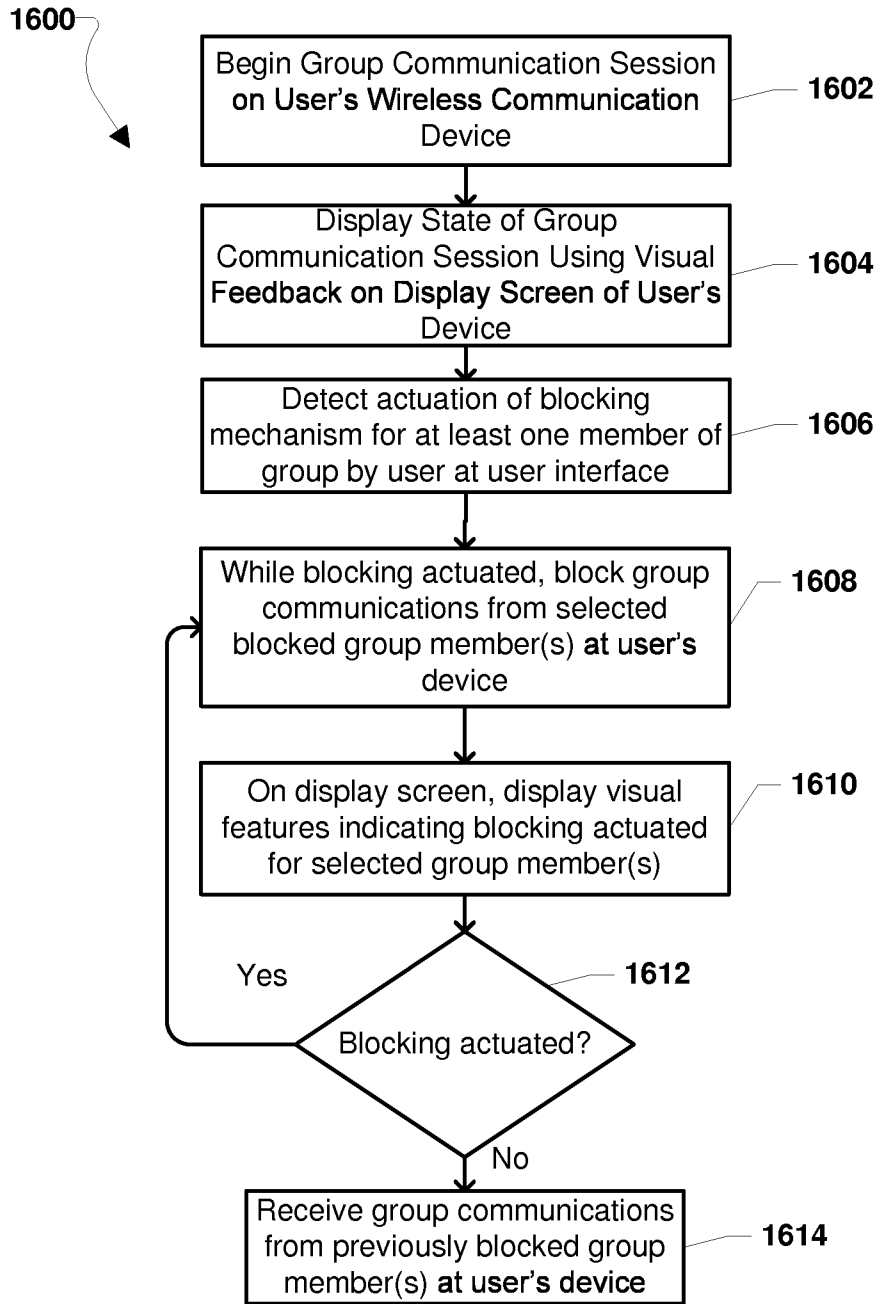 1600
Begin Group Communication Session
on User's Wireless Communication
Device
1602
Display State of Group
Communication Session Using Visual
Feedback on Display Screen of User's
Device
1604
Detect actuation of blocking
mechanism for at least one member of
group by user at user interface
1606
While blocking actuated, block group
communications from selected
blocked group member(s) at user's
device
1608
On display screen, display visual
features indicating blocking actuated
for selected group member(s)
1610
Yes
1612
Blocking actuated?
No
Receive group communications
from previously blocked group
member(s) at user's device
1614